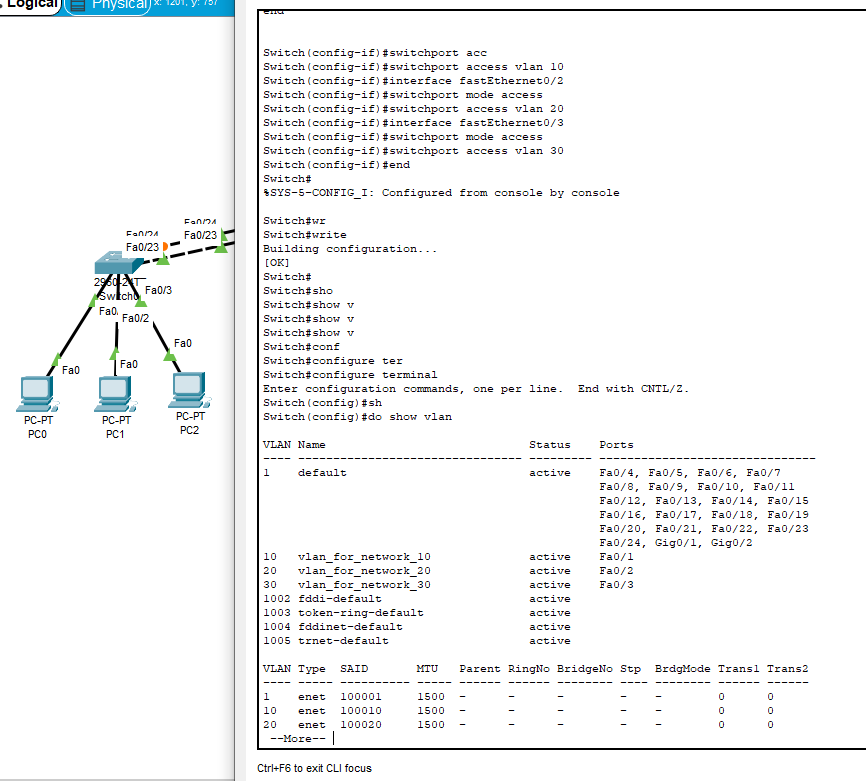 Logical Physical x: 1201, y: 757
end
Switch(config-if)#switchport acc
Switch(config-if)#switchport access vlan 10
Switch(config-if)#interface fastEthernet0/2
Switch(config-if)#switchport mode access
Switch(config-if)#switchport access vlan 20
Switch(config-if)#interface fastEthernet0/3
Switch(config-if)#switchport mode access
Switch(config-if)#switchport access vlan 30
Switch(config-if)#end
Switch#
%SYS-5-CONFIG_I: Configured from console by console
Switch#wr
Switch#write
Building configuration...
[OK]
Switch#
Switch#sho
Switch#show v
Switch#show v
Switch#show v
Switch#conf
Switch#configure ter
Switch#configure terminal
Enter configuration commands, one per line.  End with CNTL/Z.
Switch(config)#sh
Switch(config)#do show vlan
VLAN Name                             Status    Ports
---- -------------------------------- --------- -------------------------------
1    default                          active    Fa0/4, Fa0/5, Fa0/6, Fa0/7
Fa0/8, Fa0/9, Fa0/10, Fa0/11
Fa0/12, Fa0/13, Fa0/14, Fa0/15
Fa0/16, Fa0/17, Fa0/18, Fa0/19
Fa0/20, Fa0/21, Fa0/22, Fa0/23
Fa0/24, Gig0/1, Gig0/2
10   vlan_for_network_10              active    Fa0/1
20   vlan_for_network_20              active    Fa0/2
30   vlan_for_network_30              active    Fa0/3
1002 fddi-default                     active
1003 token-ring-default               active
1004 fddinet-default                  active
1005 trnet-default                    active
VLAN Type  SAID       MTU   Parent RingNo BridgeNo Stp  BrdgMode Trans1 Trans2
---- ----- ---------- ----- ------ ------ -------- ---- -------- ------ ------
1    enet  100001     1500  -      -      -        -    -        0      0
10   enet  100010     1500  -      -      -        -    -        0      0
20   enet  100020     1500  -      -      -        -    -        0      0
--More--
Ctrl+F6 to exit CLI focus
Fa0/24
Fa0/24
Fa0/23
Fa0/23
2960-24T
Switch0
Fa0/3
Fa0/2
Fa0
Fa0
Fa0
PC-PT
PC0
PC-PT
PC1
PC-PT
PC2